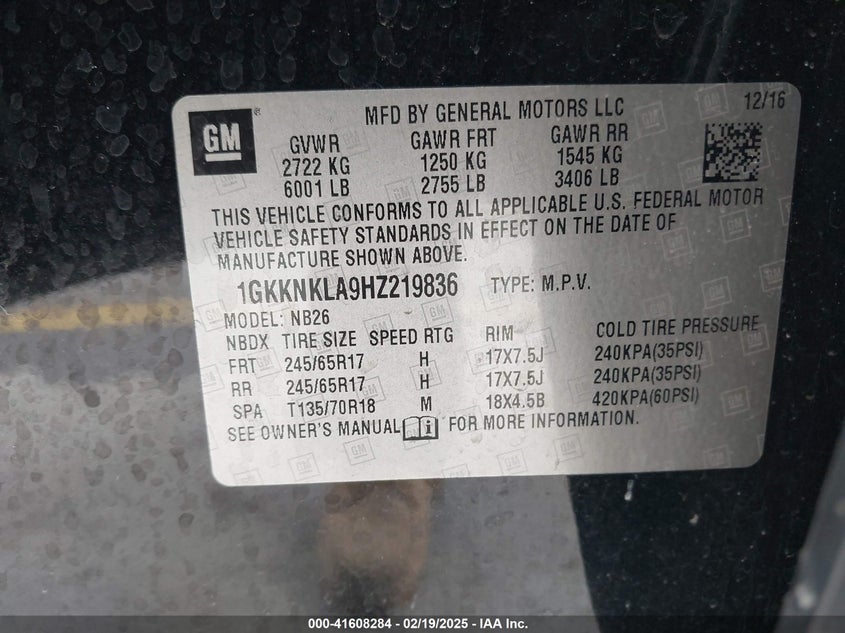 GM ® MFD BY GENERAL MOTORS LLC 12/16
GVWR GAWR FRT GAWR RR
2722 KG 1250 KG 1545 KG
6001 LB 2755 LB 3406 LB
THIS VEHICLE CONFORMS TO ALL APPLICABLE U.S. FEDERAL MOTOR
VEHICLE SAFETY STANDARDS IN EFFECT ON THE DATE OF
MANUFACTURE SHOWN ABOVE.
1GKKNKLA9HZ219836 TYPE: M.P.V.
MODEL: NB26
NBDX TIRE SIZE SPEED RTG RIM COLD TIRE PRESSURE
FRT 245/65R17 H 17X7.5J 240KPA(35PSI)
RR 245/65R17 H 17X7.5J 240KPA(35PSI)
SPA T135/70R18 M 18X4.5B 420KPA(60PSI)
SEE OWNER'S MANUAL FOR MORE INFORMATION.
000-41608284 - 02/19/2025 - IAA Inc.